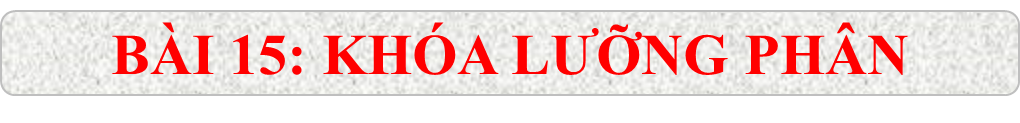 BÀI 15: KHÓA LƯỠNG PHÂN